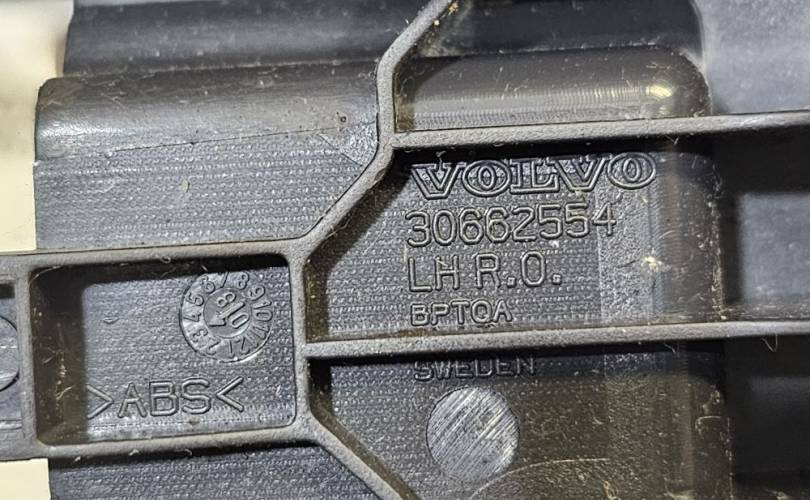 VOLVO
30662554
LH R.O.
BPTQA
SWEDEN
>ABS<